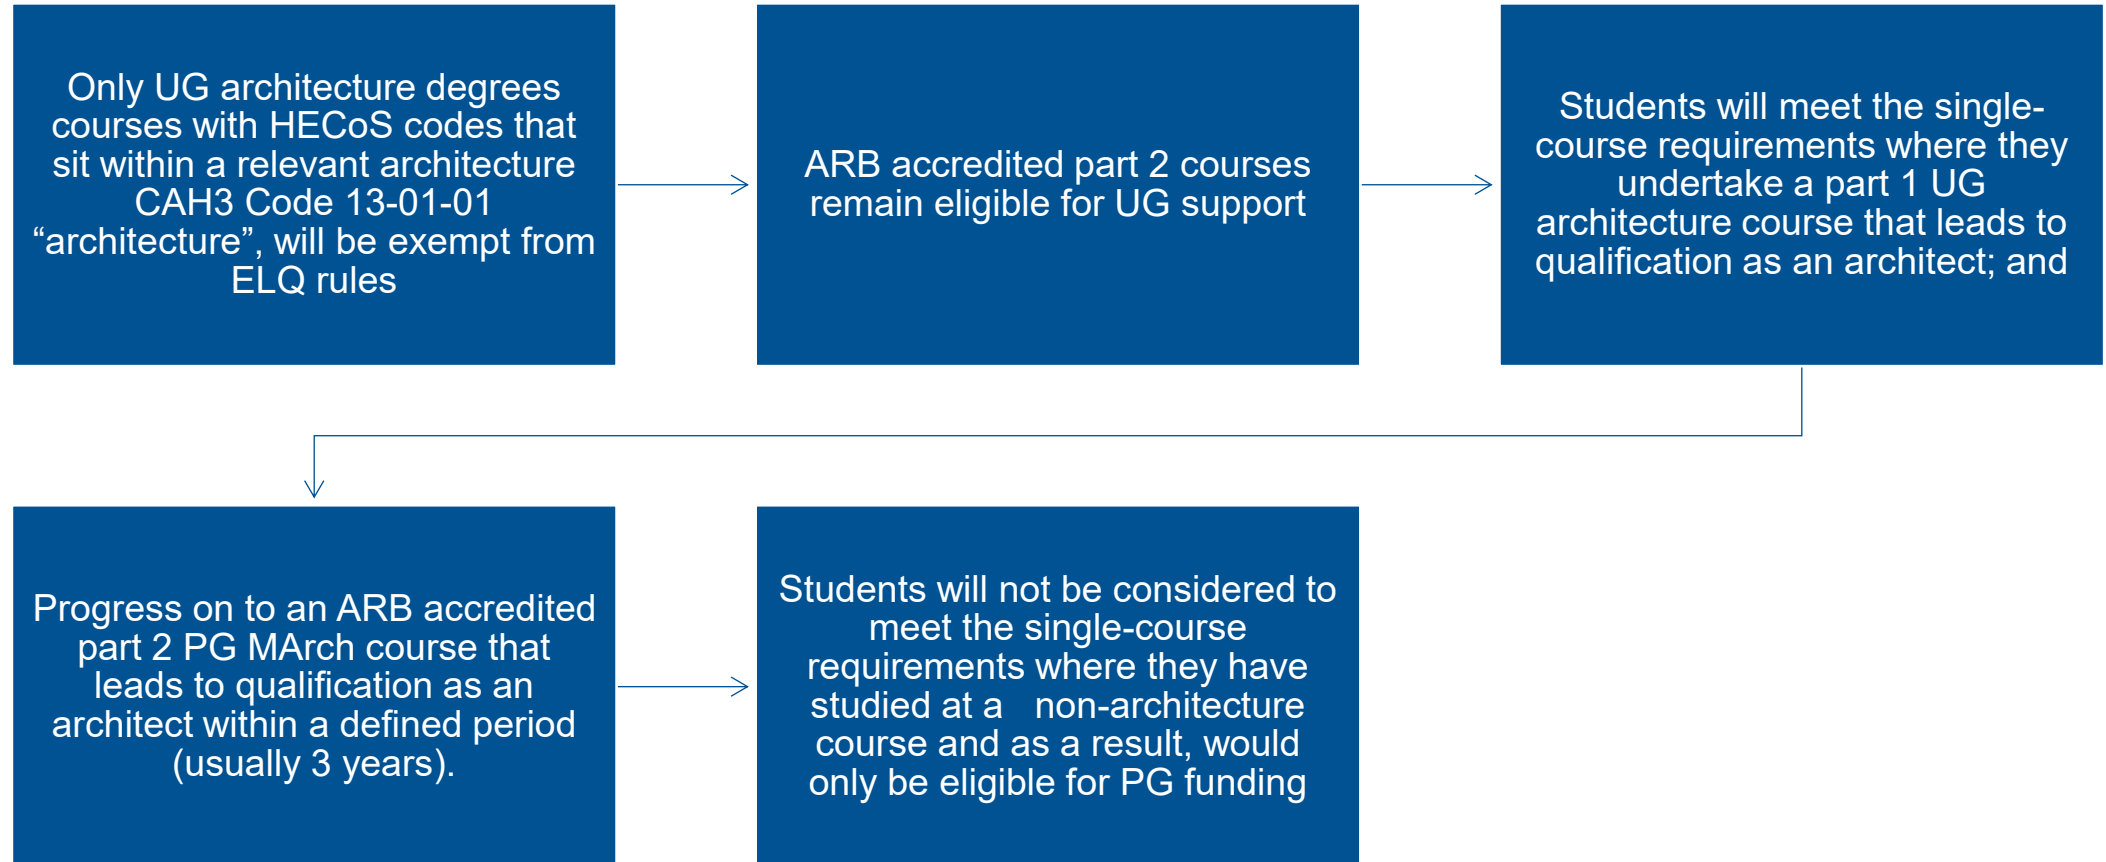 Only UG architecture degrees
courses with HECoS codes that
sit within a relevant architecture
CAH3 Code 13-01-01
“architecture”, will be exempt from
ELQ rules
ARB accredited part 2 courses
remain eligible for UG support
Students will meet the single-
course requirements where they
undertake a part 1 UG
architecture course that leads to
qualification as an architect; and
Progress on to an ARB accredited
part 2 PG MArch course that
leads to qualification as an
architect within a defined period
(usually 3 years).
Students will not be considered to
meet the single-course
requirements where they have
studied at a   non-architecture
course and as a result, would
only be eligible for PG funding